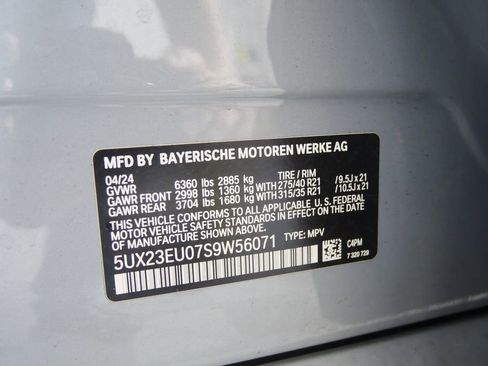 MFD BY BAYERISCHE MOTOREN WERKE AG
04/24 TIRE / RIM
GVWR 6360 lbs 2885 kg
GAWR FRONT 2998 lbs 1360 kg WITH 275/40 R21 /9.5J x 21
GAWR REAR 3704 lbs 1680 kg WITH 315/35 R21 /10.5J x 21
THIS VEHICLE CONFORMS TO ALL APPLICABLE U.S. FEDERAL
MOTOR VEHICLE SAFETY STANDARDS IN EFFECT ON THE DATE OF
MANUFACTURE SHOWN ABOVE.
5UX23EU07S9W56071 TYPE: MPV
C4PM
7 320 729